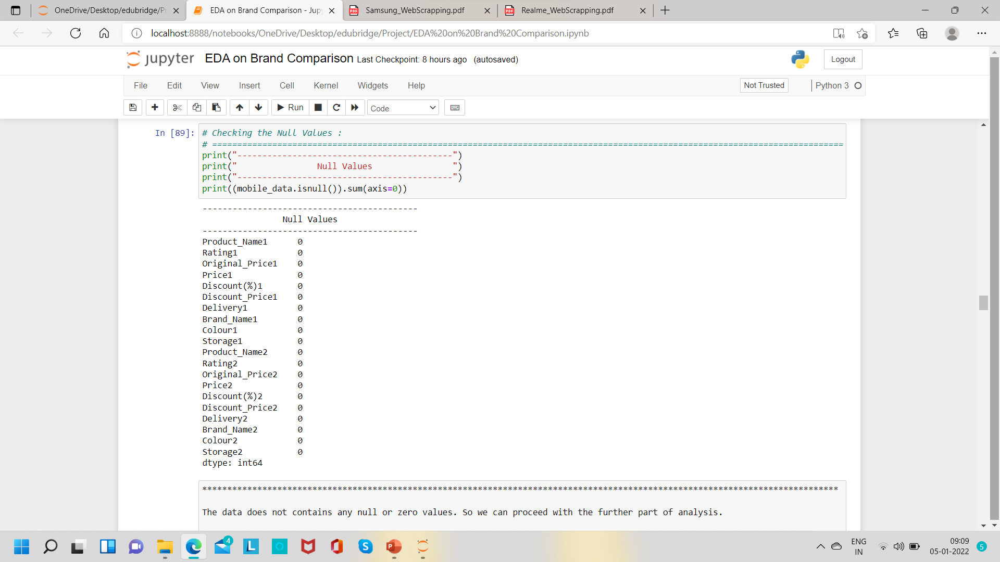 OneDrive/Desktop/edubridge/Pr
EDA on Brand Comparison - Jup
Samsung_WebScrapping.pdf
Realme_WebScrapping.pdf
localhost:8888/notebooks/OneDrive/Desktop/edubridge/Project/EDA%20on%20Brand%20Comparison.ipynb
jupyter EDA on Brand Comparison Last Checkpoint: 8 hours ago (autosaved)
Logout
File Edit View Insert Cell Kernel Widgets Help
Not Trusted
Python 3
Run
Code
In [89]:
# Checking the Null Values :
# ==============================================================================================================================
print("-------------------------------------------")
print("                Null Values                ")
print("-------------------------------------------")
print((mobile_data.isnull()).sum(axis=0))
-------------------------------------------
                Null Values
-------------------------------------------
Product_Name1 0
Rating1 0
Original_Price1 0
Price1 0
Discount(%)1 0
Discount_Price1 0
Delivery1 0
Brand_Name1 0
Colour1 0
Storage1 0
Product_Name2 0
Rating2 0
Original_Price2 0
Price2 0
Discount(%)2 0
Discount_Price2 0
Delivery2 0
Brand_Name2 0
Colour2 0
Storage2 0
dtype: int64
*******************************************************************************************************************************
The data does not contains any null or zero values. So we can proceed with the further part of analysis.
4
ENG
IN
09:09
05-01-2022
5